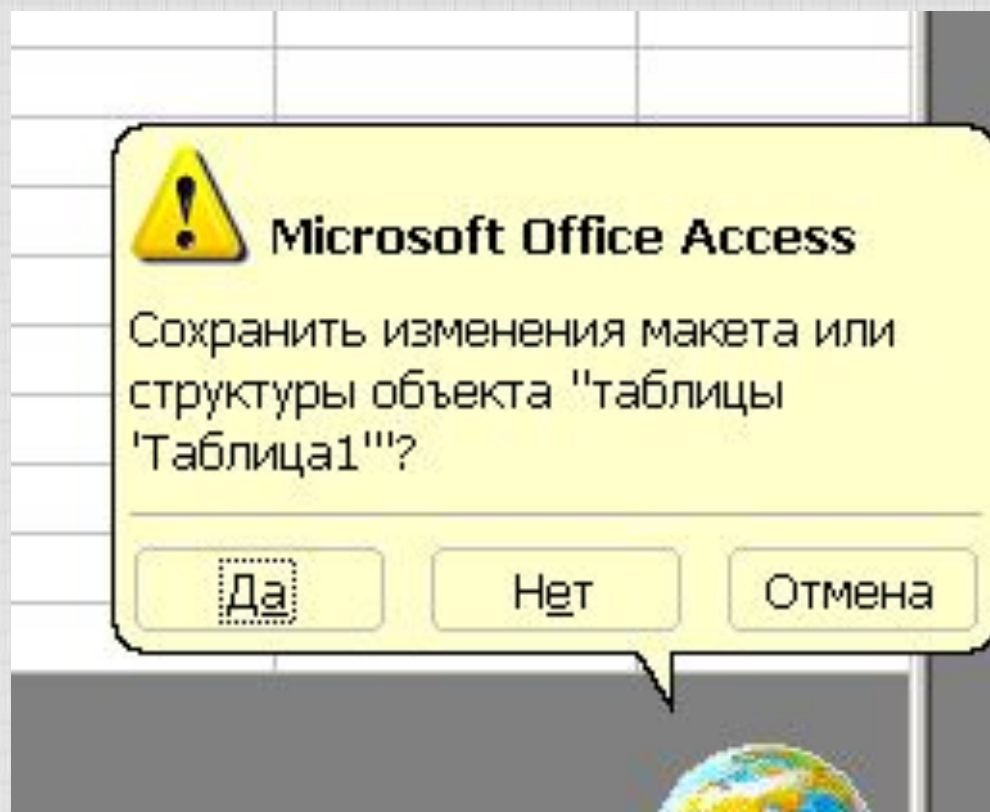 Microsoft Office Access
Сохранить изменения макета или
структуры объекта "таблицы
'Таблица1'"?
Да
Нет
Отмена